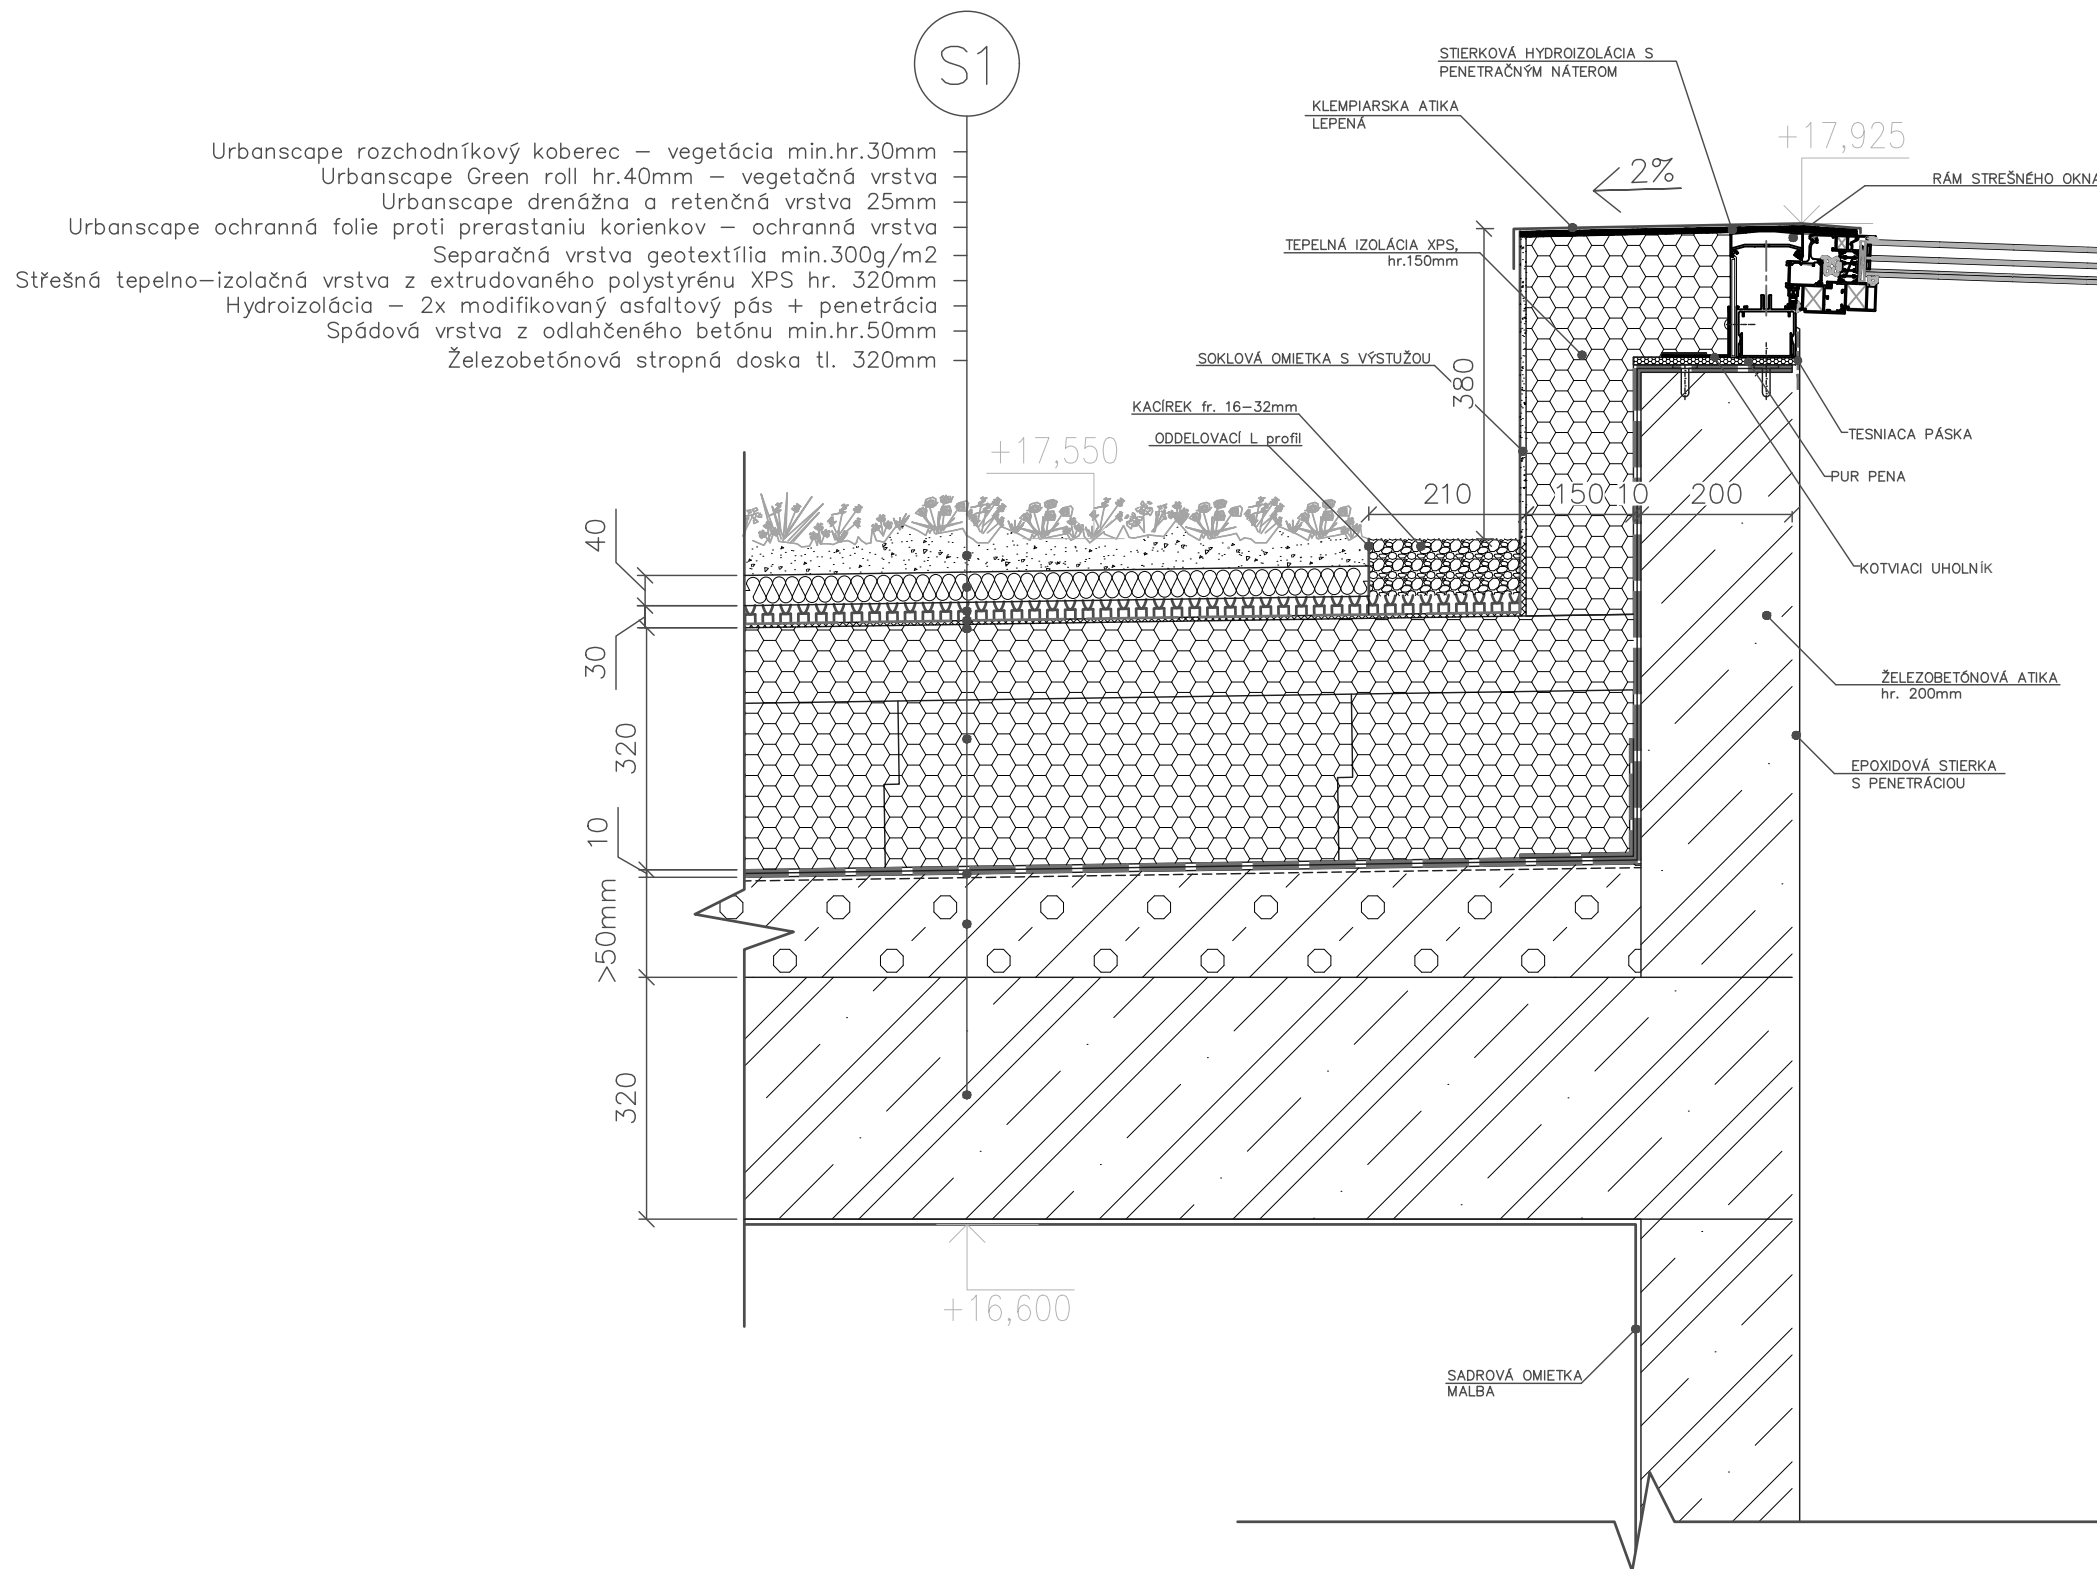 S1
Urbanscape rozchodníkový koberec – vegetácia min.hr.30mm
Urbanscape Green roll hr.40mm – vegetačná vrstva
Urbanscape drenážna a retenčná vrstva 25mm
Urbanscape ochranná folie proti prerastaniu korienkov – ochranná vrstva
Separačná vrstva geotextília min.300g/m2
Střešná tepelno–izolačná vrstva z extrudovaného polystyrénu XPS hr. 320mm
Hydroizolácia – 2x modifikovaný asfaltový pás + penetrácia
Spádová vrstva z odlahčeného betónu min.hr.50mm
Železobetónová stropná doska tl. 320mm
STIERKOVÁ HYDROIZOLÁCIA S
PENETRAČNÝM NÁTEROM
KLEMPIARSKA ATIKA
LEPENÁ
+17,925
2%
RÁM STREŠNÉHO OKNA
TEPELNÁ IZOLÁCIA XPS,
hr.150mm
SOKLOVÁ OMIETKA S VÝSTUŽOU
380
KACÍREK fr. 16–32mm
ODDELOVACÍ L profil
+17,550
TESNIACA PÁSKA
PUR PENA
210
150
10
200
KOTVIACI UHOLNÍK
40
30
320
10
>50mm
320
ŽELEZOBETÓNOVÁ ATIKA
hr. 200mm
EPOXIDOVÁ STIERKA
S PENETRÁCIOU
+16,600
SADROVÁ OMIETKA
MALBA